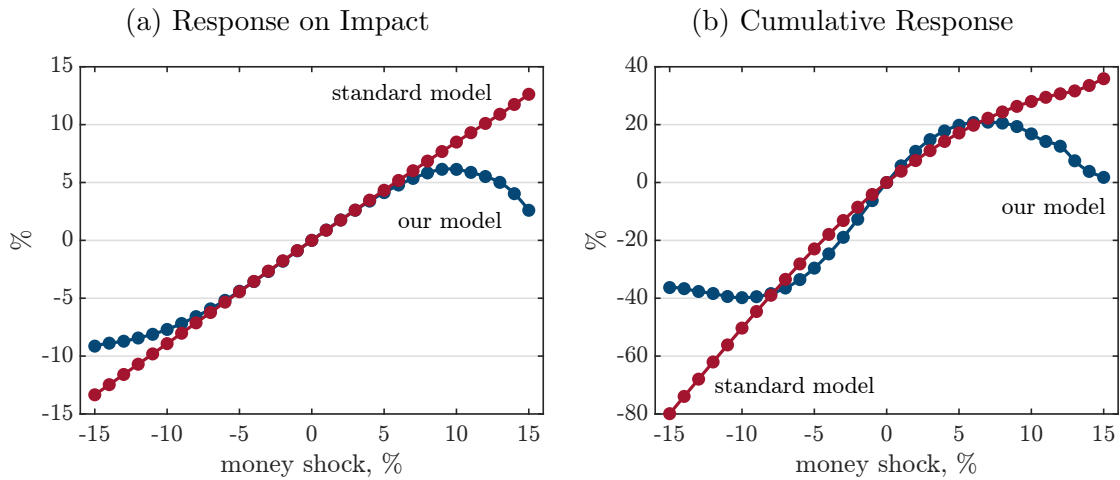 (a) Response on Impact
15
10
5
0
-5
-10
-15
%
standard model
our model
-15 -10 -5 0 5 10 15
money shock, %
(b) Cumulative Response
40
20
0
-20
-40
-60
-80
%
our model
standard model
-15 -10 -5 0 5 10 15
money shock, %